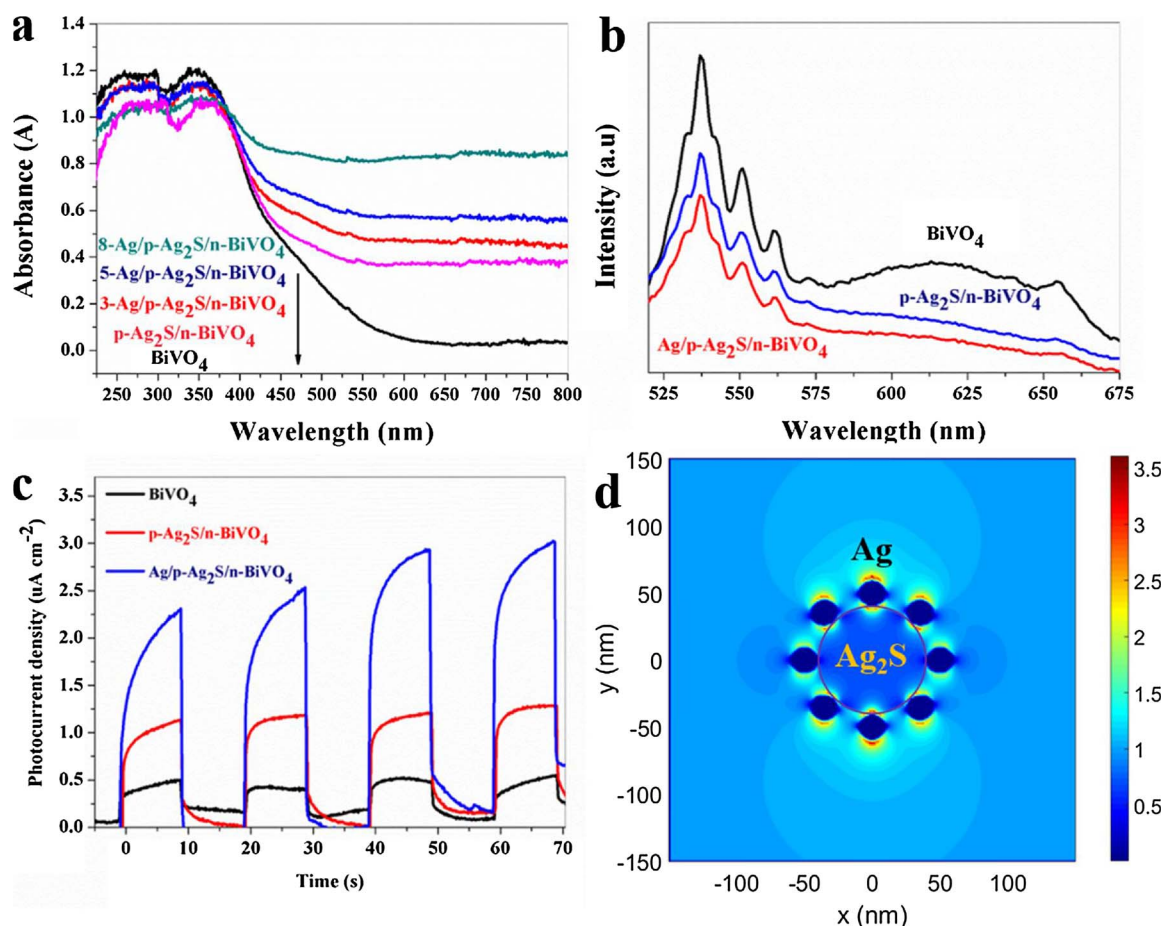 a
1.4
1.2
1.0
0.8
0.6
0.4
0.2
0.0
Absorbance (A)
8-Ag/p-Ag₂S/n-BiVO₄
5-Ag/p-Ag₂S/n-BiVO₄
3-Ag/p-Ag₂S/n-BiVO₄
p-Ag₂S/n-BiVO₄
BiVO₄
250 300 350 400 450 500 550 600 650 700 750 800
Wavelength (nm)
b
Intensity (a.u)
BiVO₄
p-Ag₂S/n-BiVO₄
Ag/p-Ag₂S/n-BiVO₄
525 550 575 600 625 650 675
Wavelength (nm)
c
3.5
3.0
2.5
2.0
1.5
1.0
0.5
0.0
Photocurrent density (uA cm⁻²)
BiVO₄
p-Ag₂S/n-BiVO₄
Ag/p-Ag₂S/n-BiVO₄
0 10 20 30 40 50 60 70
Time (s)
d
150
100
50
0
-50
-100
-150
y (nm)
Ag
Ag₂S
-100 -50 0 50 100
x (nm)
3.5
3
2.5
2
1.5
1
0.5